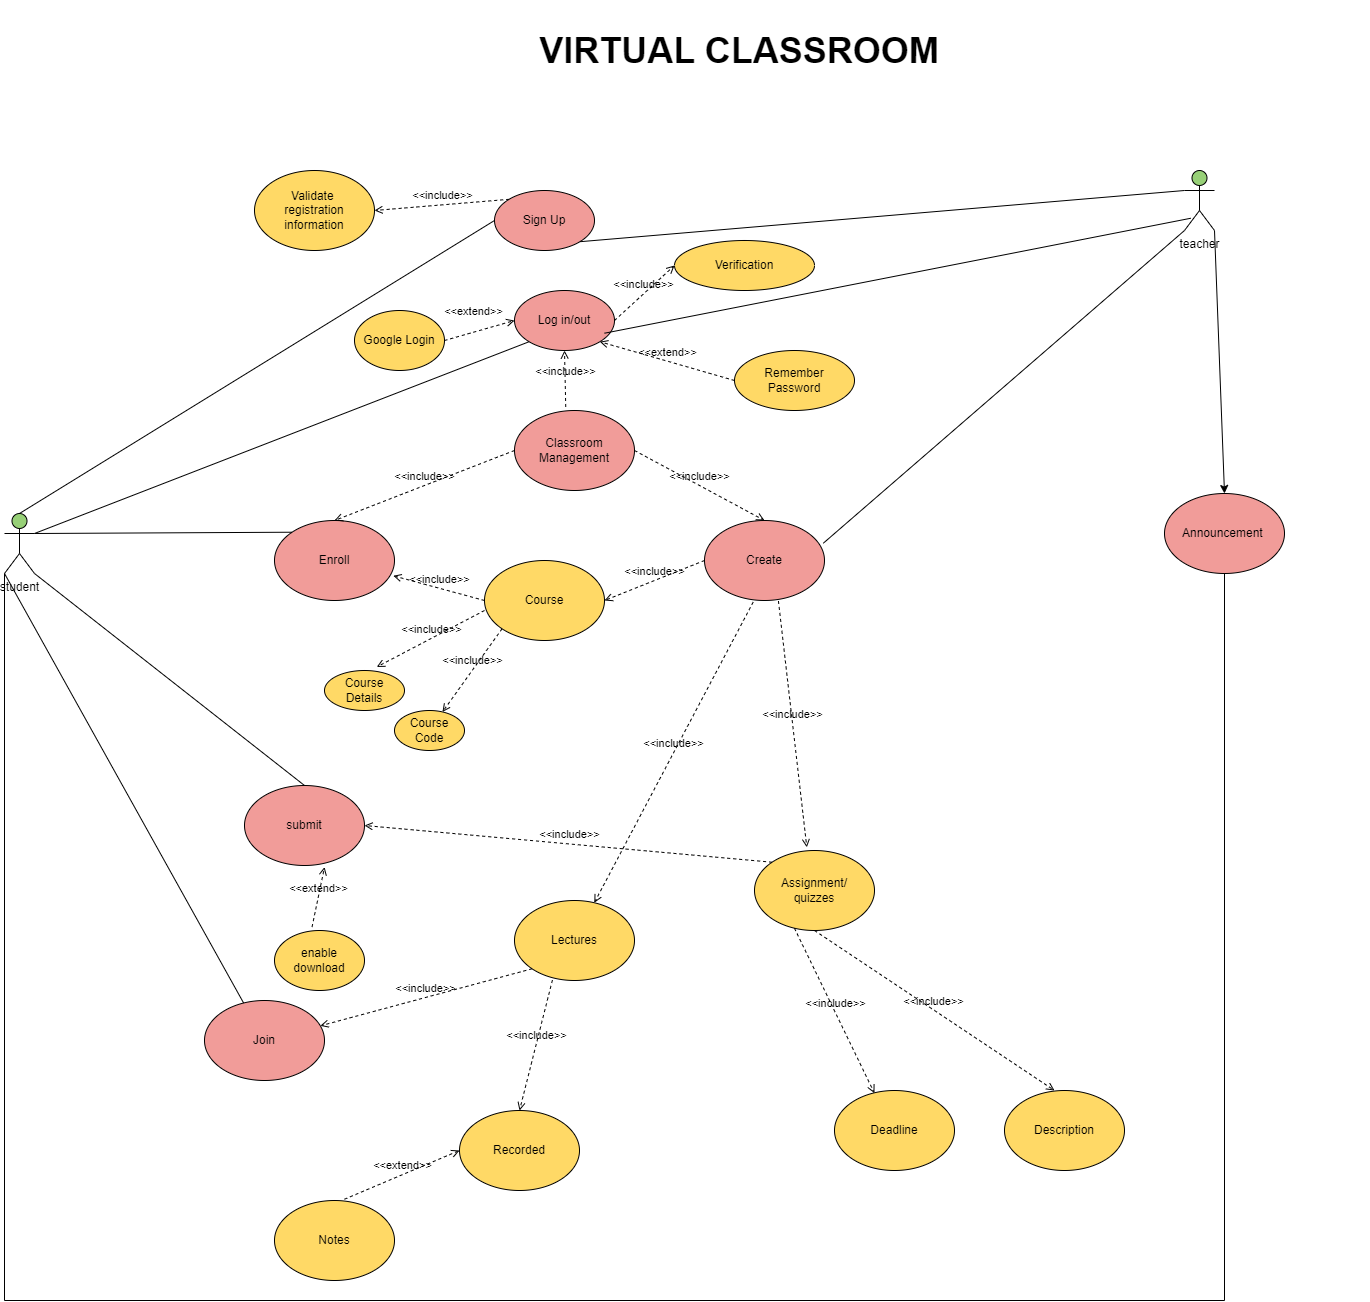 VIRTUAL CLASSROOM
Validate
registration
information
<<include>>
Sign Up
teacher
Verification
<<include>>
<<extend>>
Log in/out
Google Login
<<extend>>
<<include>>
Remember
Password
Classroom
Management
<<include>>
<<include>>
student
Enroll
<<include>>
Course
<<include>>
Create
Announcement
<<include>>
<<include>>
Course
Details
Course
Code
<<include>>
<<include>>
submit
<<include>>
<<extend>>
Assignment/
quizzes
enable
download
Lectures
<<include>>
<<include>>
<<include>>
Join
<<include>>
Recorded
Deadline
Description
<<extend>>
Notes